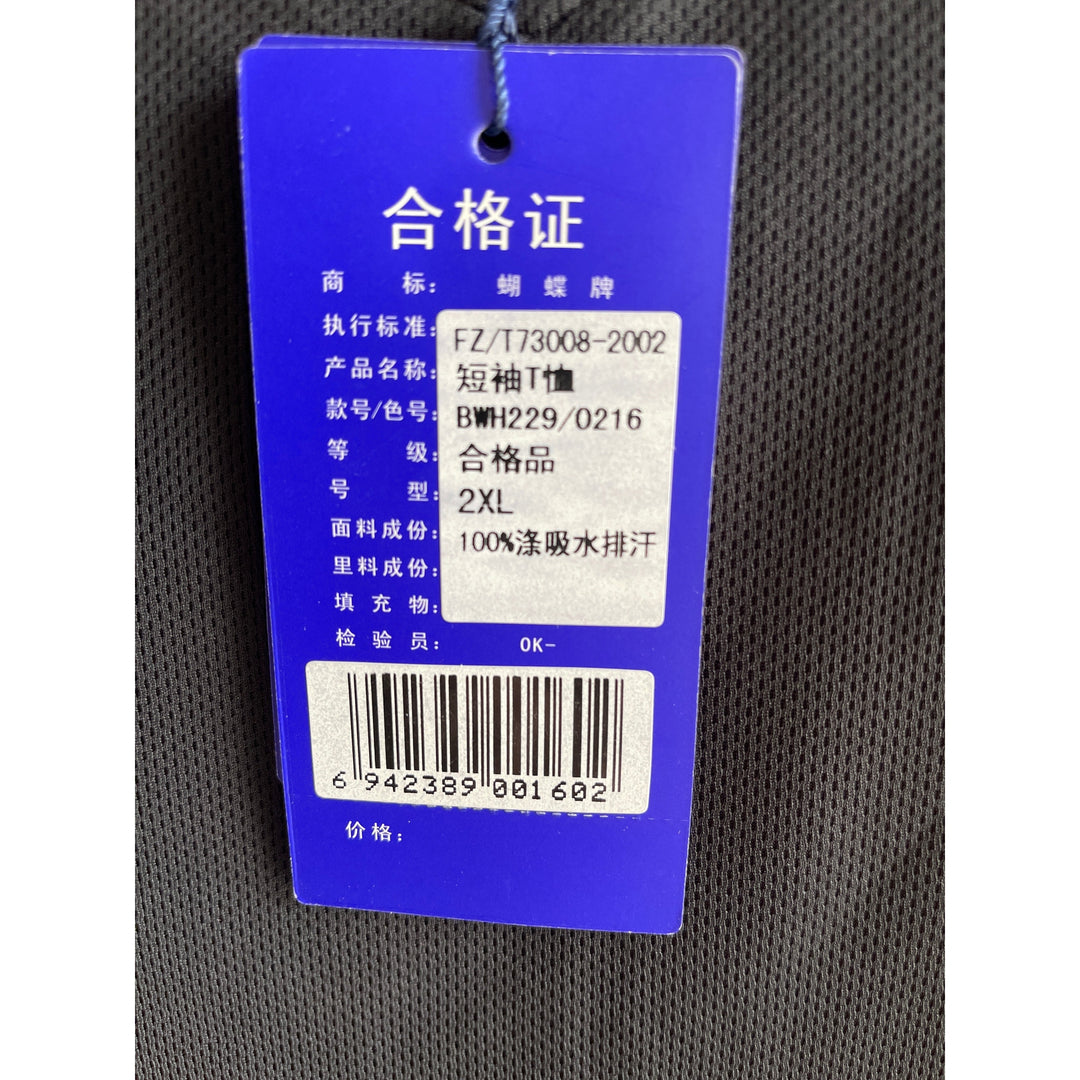 合格证
商标: 蝴蝶牌
执行标准: FZ/T73008-2002
产品名称: 短袖T恤
款号/色号: BWH229/0216
等级: 合格品
号型: 2XL
面料成份: 100%涤吸水排汗
里料成份:
填充物:
检验员: OK-
6 942389 001602
价格: